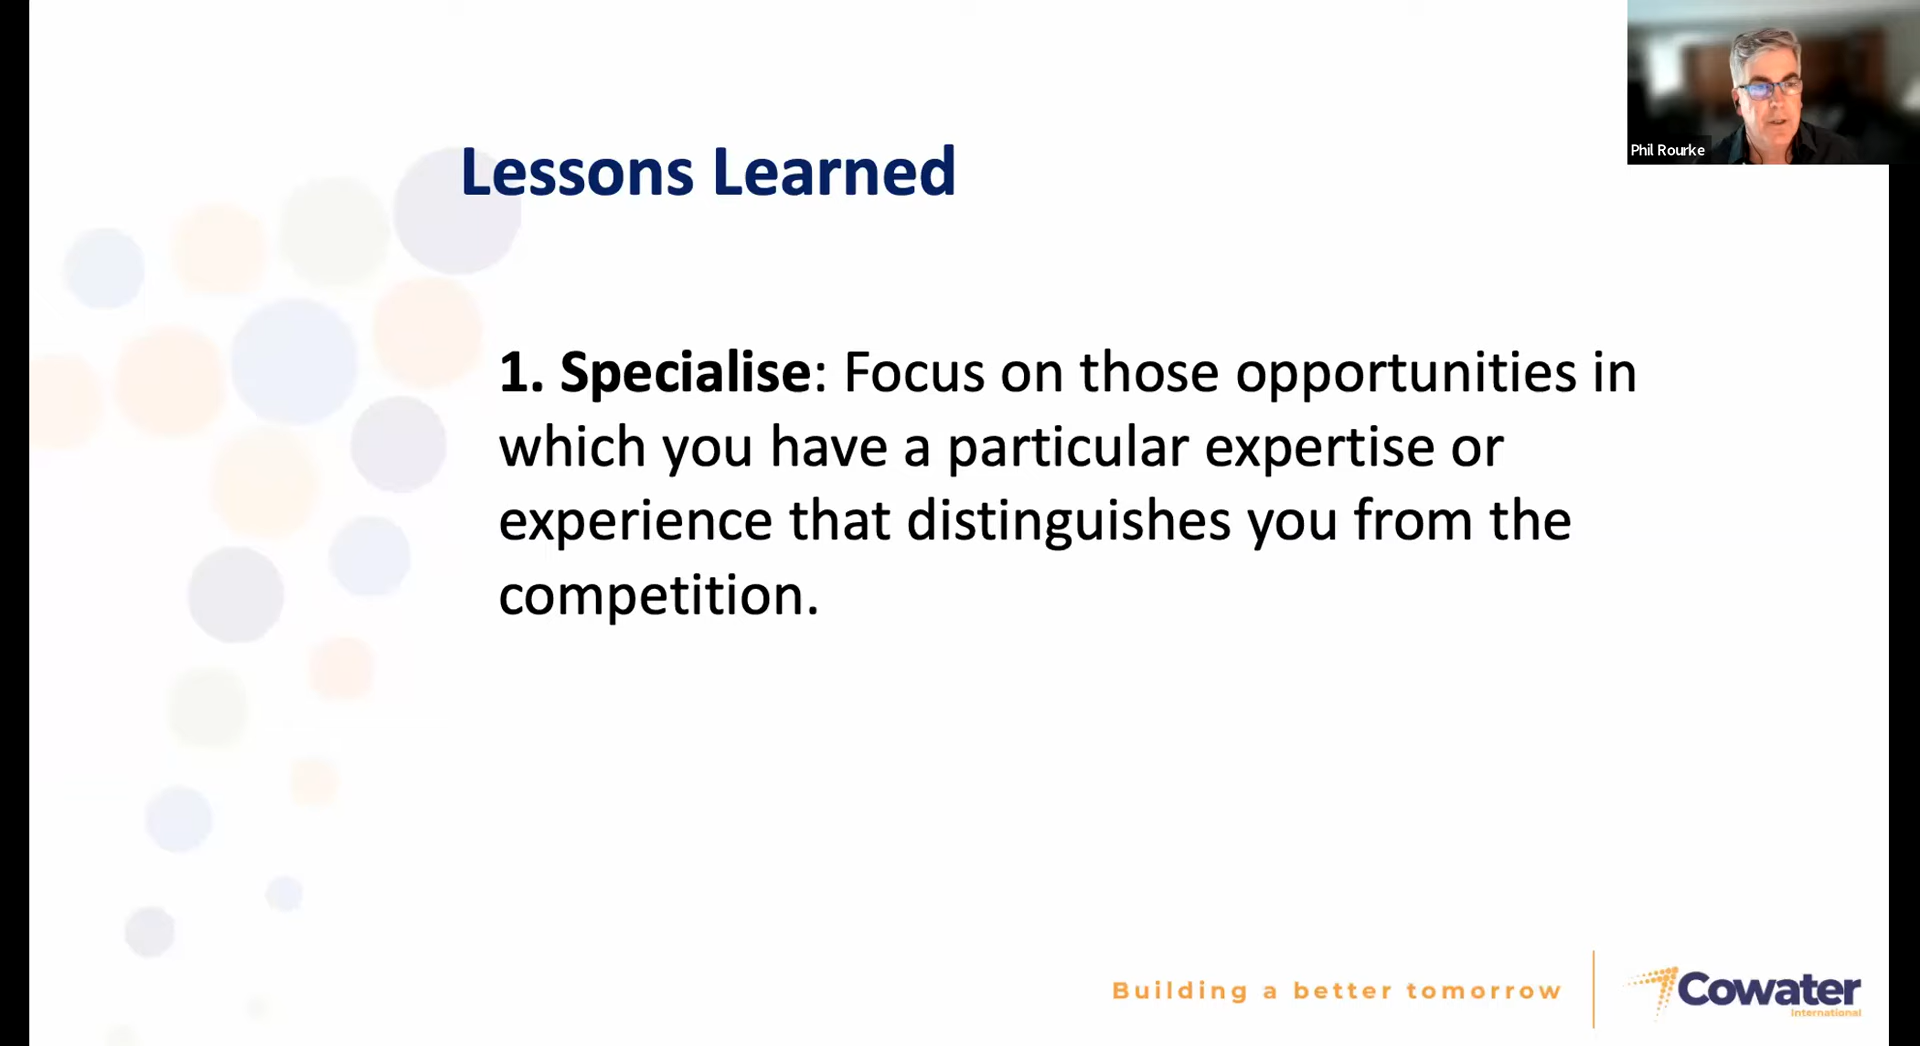 Phil Rourke
Lessons Learned
1. Specialise: Focus on those opportunities in
which you have a particular expertise or
experience that distinguishes you from the
competition.
Building a better tomorrow
Cowater
International